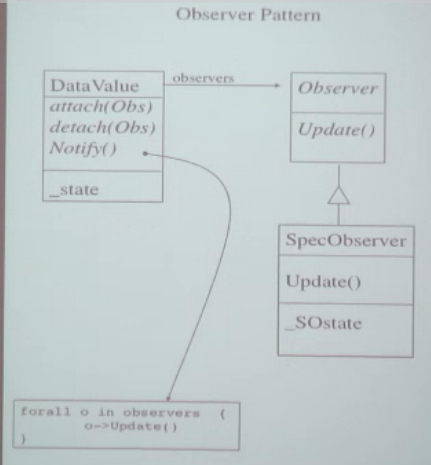 Observer Pattern
DataValue
attach(Obs)
detach(Obs)
Notify()
_state
observers
Observer
Update()
SpecObserver
Update()
_SOstate
forall o in observers {
o->Update()
}